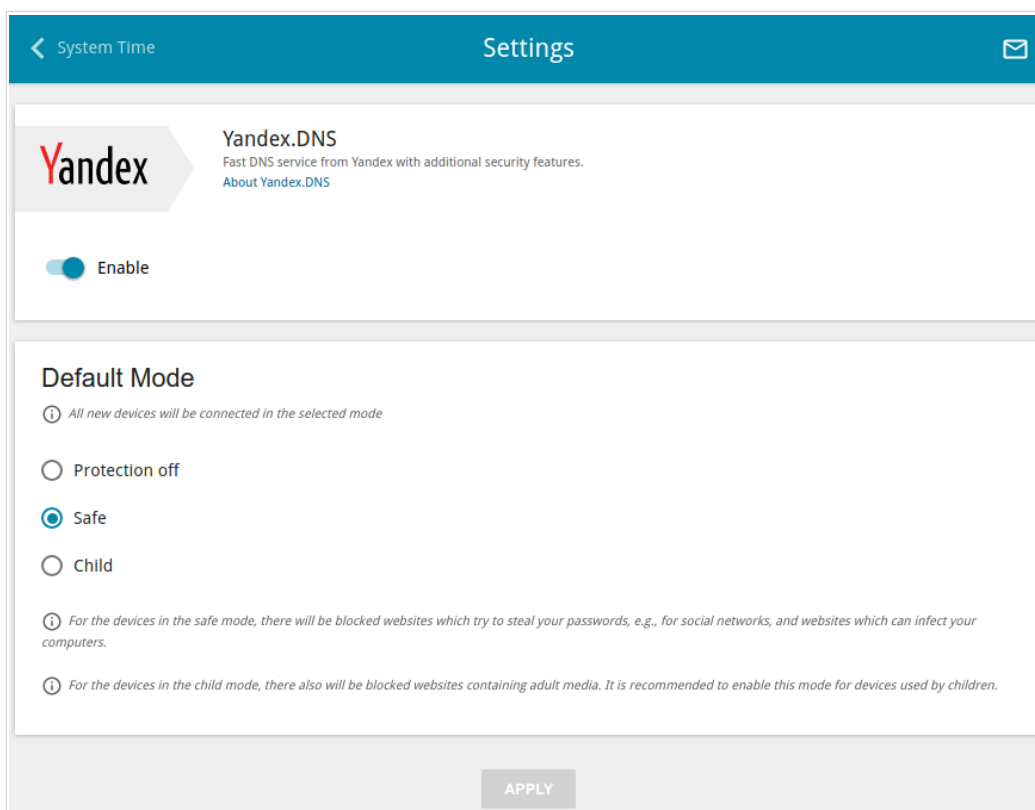 System Time
Settings
Yandex
Yandex.DNS
Fast DNS service from Yandex with additional security features.
About Yandex.DNS
Enable
Default Mode
All new devices will be connected in the selected mode
Protection off
Safe
Child
For the devices in the safe mode, there will be blocked websites which try to steal your passwords, e.g., for social networks, and websites which can infect your
computers.
For the devices in the child mode, there also will be blocked websites containing adult media. It is recommended to enable this mode for devices used by children.
APPLY